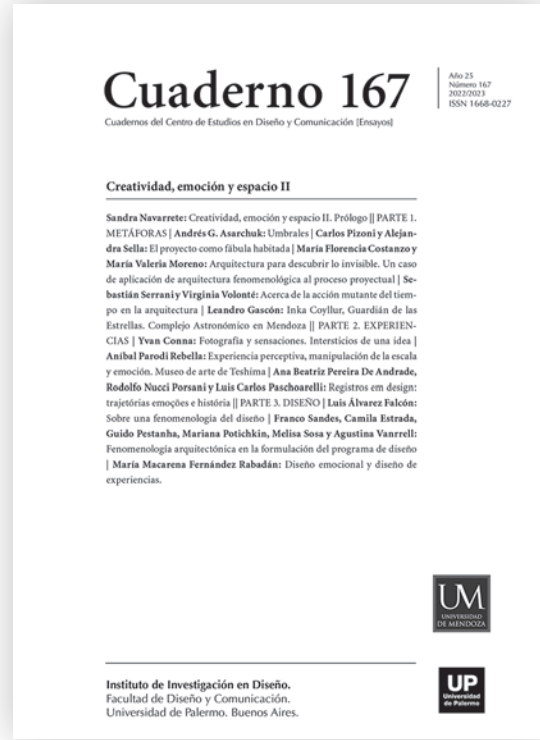 Cuaderno 167
Cuadernos del Centro de Estudios en Diseño y Comunicación [Ensayos]
Año 25
Número 167
2022/2023
ISSN 1668-0227
Creatividad, emoción y espacio II
Sandra Navarrete: Creatividad, emoción y espacio II. Prólogo || PARTE 1.
METÁFORAS | Andrés G. Asarchuk: Umbrales | Carlos Pizoni y Alejan-
dra Sella: El proyecto como fábula habitada | María Florencia Costanzo y
María Valeria Moreno: Arquitectura para descubrir lo invisible. Un caso
de aplicación de arquitectura fenomenológica al proceso proyectual | Se-
bastián Serrani y Virginia Volonté: Acerca de la acción mutante del tiem-
po en la arquitectura | Leandro Gascón: Inka Coyllur, Guardián de las
Estrellas. Complejo Astronómico en Mendoza || PARTE 2. EXPERIEN-
CIAS | Yvan Conna: Fotografía y sensaciones. Intersticios de una idea |
Aníbal Parodi Rebella: Experiencia perceptiva, manipulación de la escala
y emoción. Museo de arte de Teshima | Ana Beatriz Pereira De Andrade,
Rodolfo Nucci Porsani y Luis Carlos Paschoarelli: Registros em design:
trajetórias emoções e história || PARTE 3. DISEÑO | Luis Álvarez Falcón:
Sobre una fenomenología del diseño | Franco Sandes, Camila Estrada,
Guido Pestanha, Mariana Potichkin, Melisa Sosa y Agustina Vanrrell:
Fenomenología arquitectónica en la formulación del programa de diseño
| María Macarena Fernández Rabadán: Diseño emocional y diseño de
experiencias.
UM
UNIVERSIDAD
DE MENDOZA
Instituto de Investigación en Diseño.
Facultad de Diseño y Comunicación.
Universidad de Palermo. Buenos Aires.
UP
Universidad
de Palermo